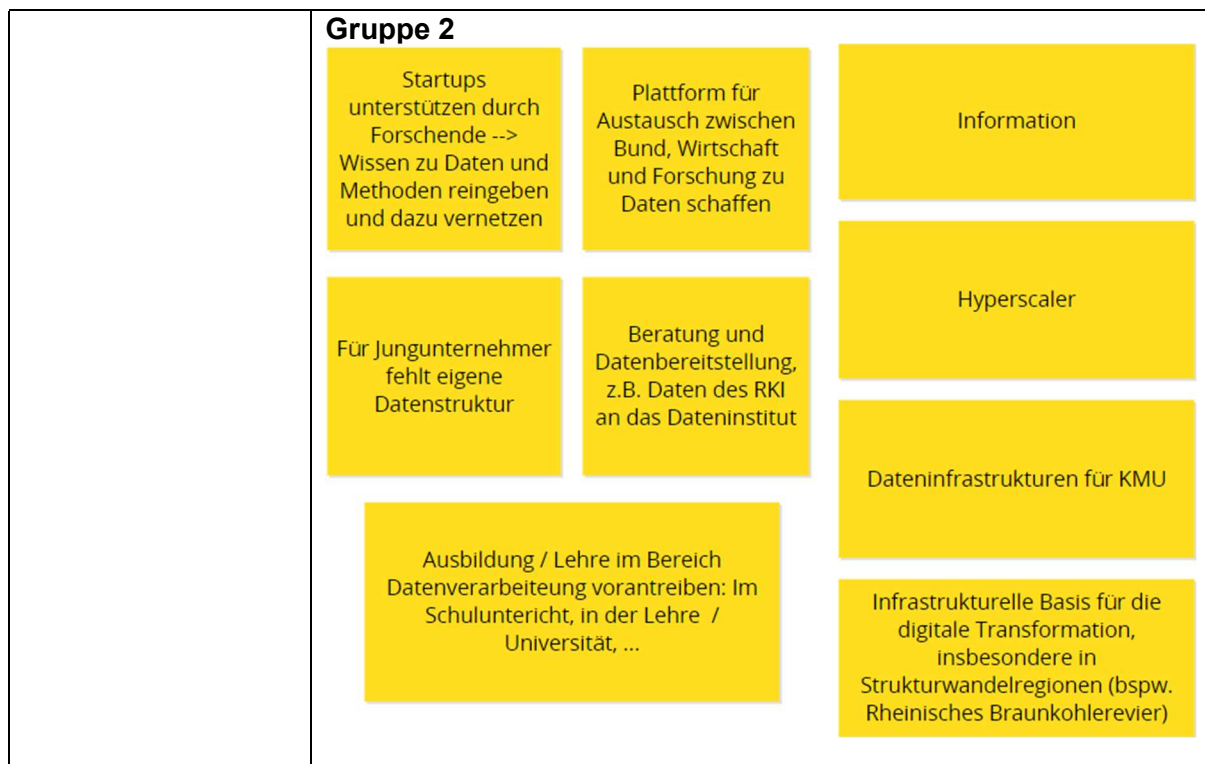 Gruppe 2
Startups
unterstützen durch
Forschende -->
Wissen zu Daten und
Methoden reingeben
und dazu vernetzen
Plattform für
Austausch zwischen
Bund, Wirtschaft
und Forschung zu
Daten schaffen
Information
Hyperscaler
Für Jungunternehmer
fehlt eigene
Datenstruktur
Beratung und
Datenbereitstellung,
z.B. Daten des RKI
an das Dateninstitut
Dateninfrastrukturen für KMU
Ausbildung / Lehre im Bereich
Datenverarbeiteung vorantreiben: Im
Schulunterricht, in der Lehre /
Universität, ...
Infrastrukturelle Basis für die
digitale Transformation,
insbesondere in
Strukturwandelregionen (bspw.
Rheinisches Braunkohlerevier)